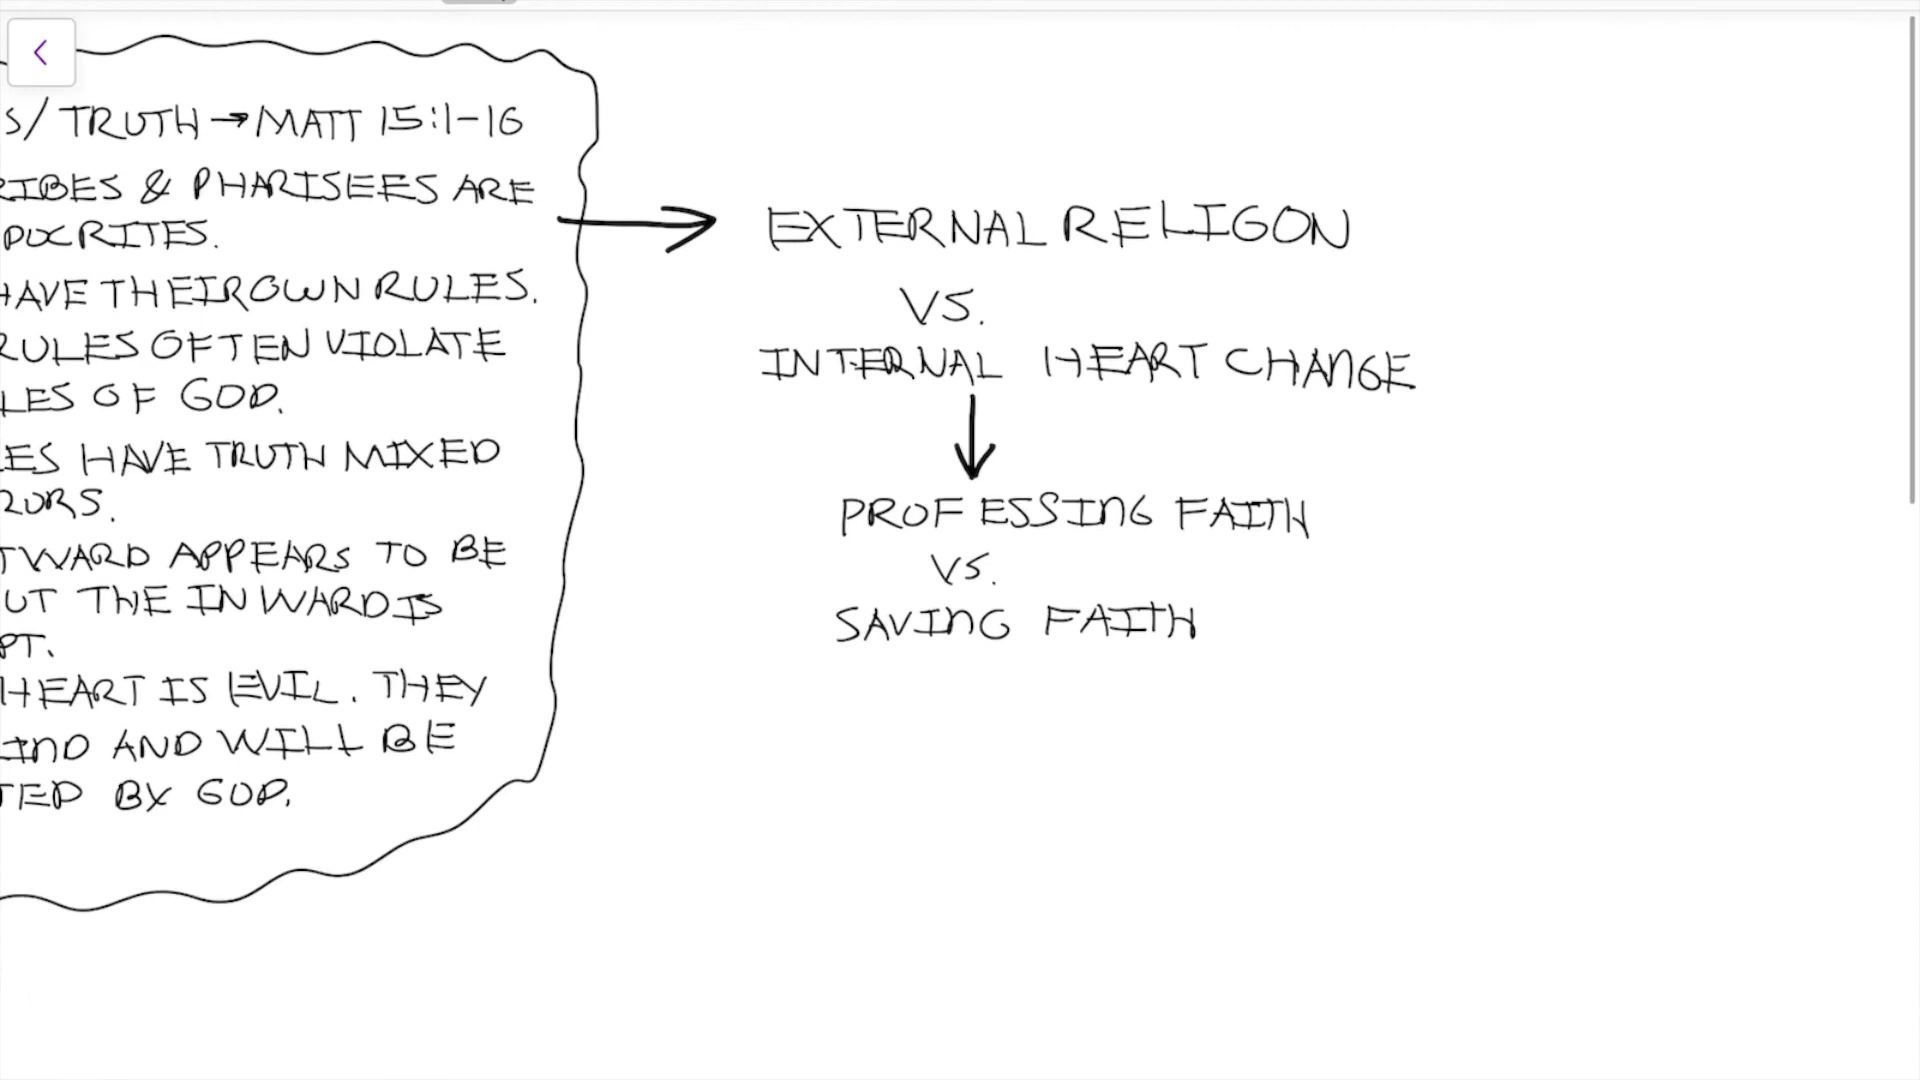 S/ TRUTH → MATT 15:1-16
RIBES & PHARISEES ARE
POCRITES.
HAVE THEIR OWN RULES.
RULES OFTEN VIOLATE
LES OF GOD.
ES HAVE TRUTH MIXED
RORS.
TWARD APPEARS TO BE
UT THE INWARD IS
PT.
HEART IS EVIL. THEY
IND AND WILL BE
TED BY GOD.
EXTERNAL RELIGON
VS.
INTERNAL HEART CHANGE
PROFESSING FAITH
VS.
SAVING FAITH